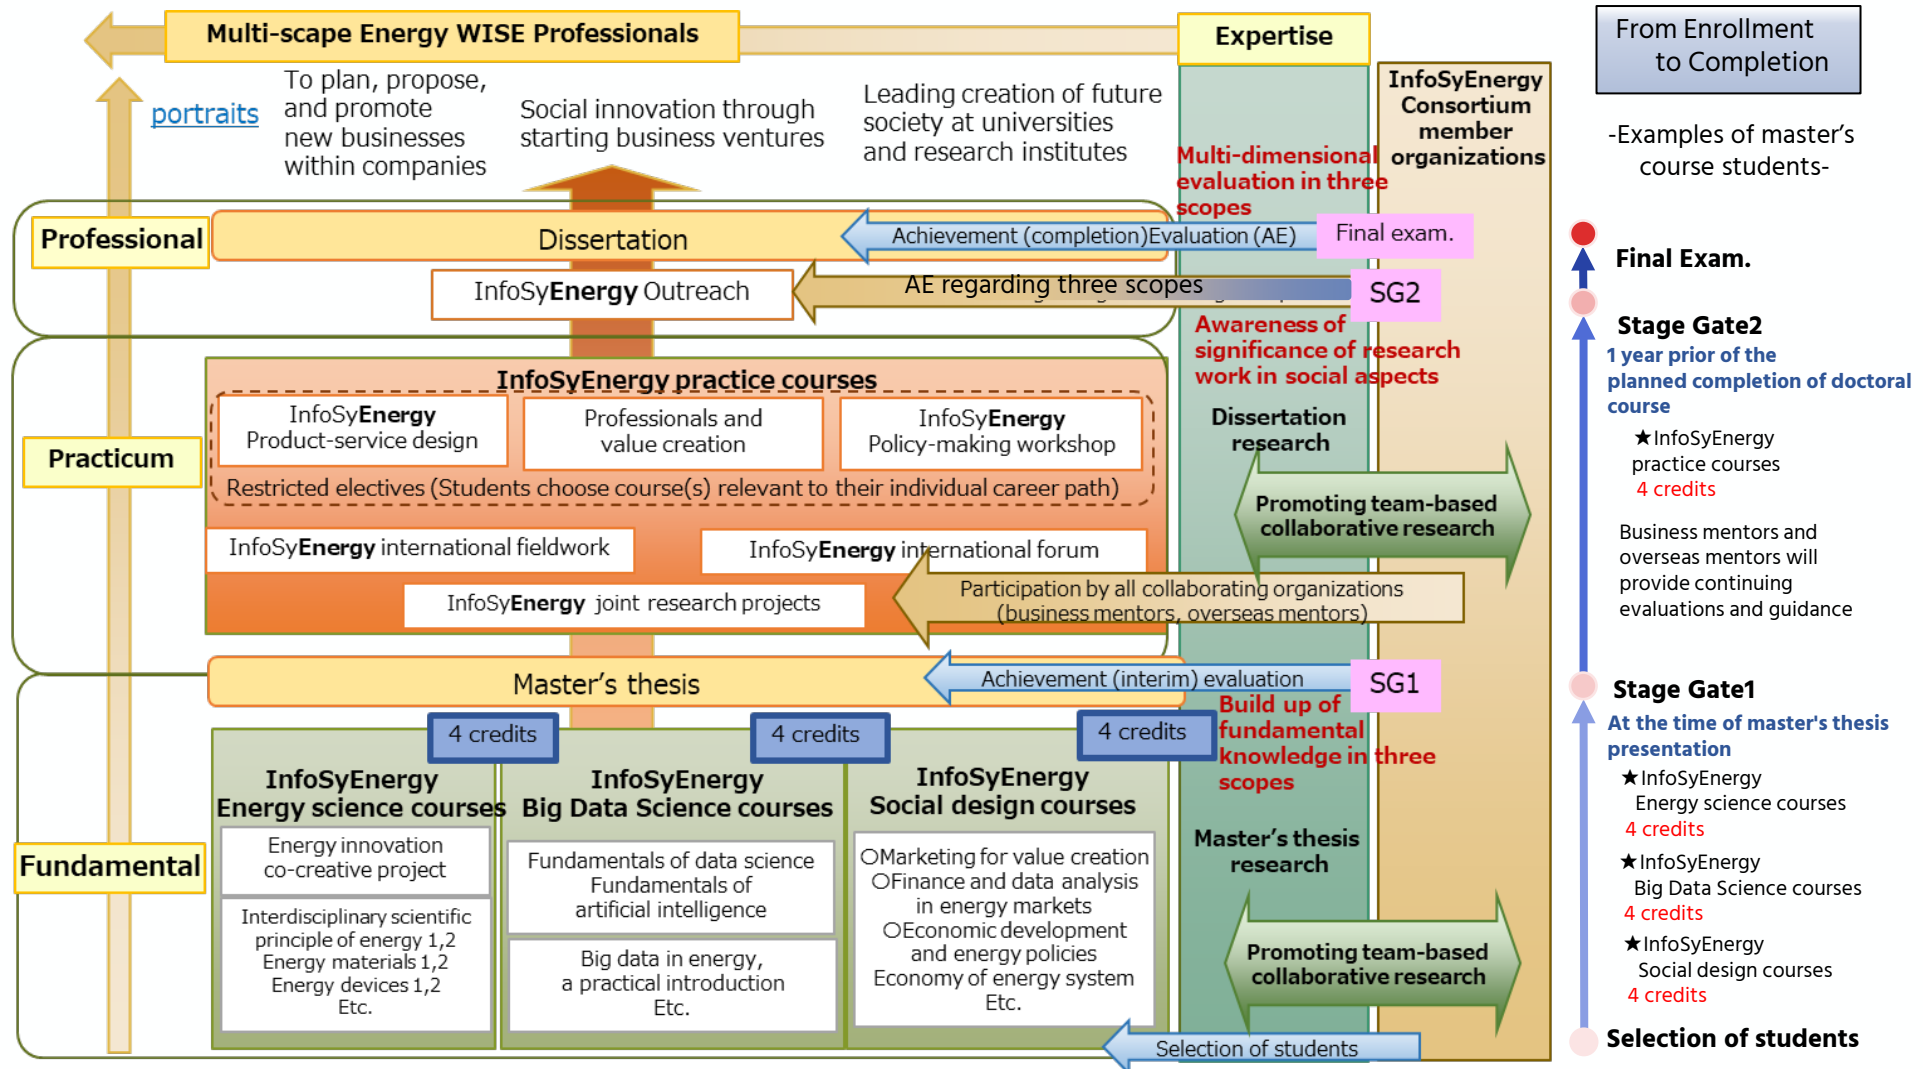 Multi-scape Energy WISE Professionals
Expertise
portraits
To plan, propose,
and promote
new businesses
within companies
Social innovation through
starting business ventures
Leading creation of future
society at universities
and research institutes
InfoSyEnergy
Consortium
member
organizations
Multi-dimensional
evaluation in three
scopes
Professional
Dissertation
Achievement (completion)Evaluation (AE)
Final exam.
InfoSyEnergy Outreach
AE regarding three scopes
SG2
Awareness of
significance of research
work in social aspects
Dissertation
research
Practicum
InfoSyEnergy practice courses
InfoSyEnergy
Product-service design
Professionals and
value creation
InfoSyEnergy
Policy-making workshop
Restricted electives (Students choose course(s) relevant to their individual career path)
InfoSyEnergy international fieldwork
InfoSyEnergy international forum
InfoSyEnergy joint research projects
Participation by all collaborating organizations
(business mentors, overseas mentors)
Promoting team-based
collaborative research
Master's thesis
Achievement (interim) evaluation
SG1
Build up of
fundamental
knowledge in three
scopes
Master's thesis
research
Promoting team-based
collaborative research
Fundamental
4 credits
InfoSyEnergy
Energy science courses
Energy innovation
co-creative project
Interdisciplinary scientific
principle of energy 1,2
Energy materials 1,2
Energy devices 1,2
Etc.
4 credits
InfoSyEnergy
Big Data Science courses
Fundamentals of data science
Fundamentals of
artificial intelligence
Big data in energy,
a practical introduction
Etc.
4 credits
InfoSyEnergy
Social design courses
○Marketing for value creation
○Finance and data analysis
in energy markets
○Economic development
and energy policies
Economy of energy system
Etc.
Selection of students
From Enrollment
to Completion
-Examples of master's
course students-
Final Exam.
Stage Gate2
1 year prior of the
planned completion of doctoral
course
★InfoSyEnergy
practice courses
4 credits
Business mentors and
overseas mentors will
provide continuing
evaluations and guidance
Stage Gate1
At the time of master's thesis
presentation
★InfoSyEnergy
Energy science courses
4 credits
★InfoSyEnergy
Big Data Science courses
4 credits
★InfoSyEnergy
Social design courses
4 credits
Selection of students